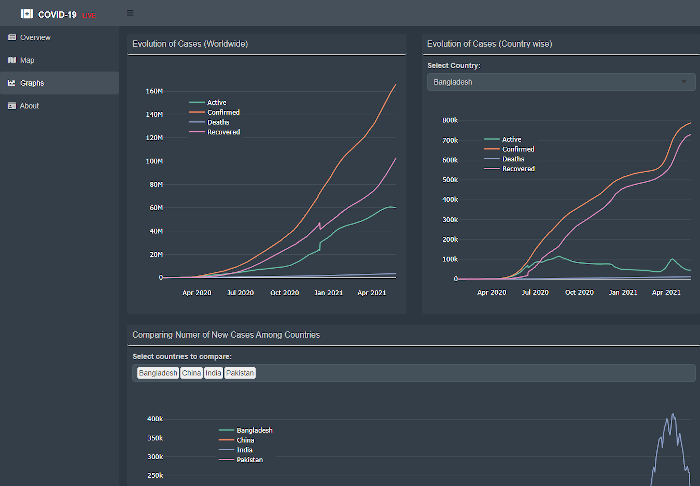 COVID-19 LIVE
Overview
Map
Graphs
About
Evolution of Cases (Worldwide)
160M
140M
120M
100M
80M
60M
40M
20M
0
Active
Confirmed
Deaths
Recovered
Apr 2020 Jul 2020 Oct 2020 Jan 2021 Apr 2021
Evolution of Cases (Country wise)
Select Country:
Bangladesh
800k
700k
600k
500k
400k
300k
200k
100k
0
Active
Confirmed
Deaths
Recovered
Apr 2020 Jul 2020 Oct 2020 Jan 2021 Apr 2021
Comparing Numer of New Cases Among Countries
Select countries to compare:
Bangladesh China India Pakistan
400k
350k
300k
250k
Bangladesh
China
India
Pakistan